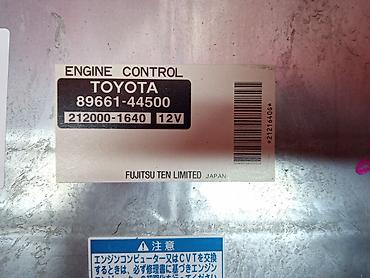 ENGINE CONTROL
TOYOTA
89661-44500
212000-1640 12V
*2121640G*
FUJITSU TEN LIMITED JAPAN
⚠注意
エンジンコンピューター又はCVTを交換
するときは、必ず修理書に基づきエンジン